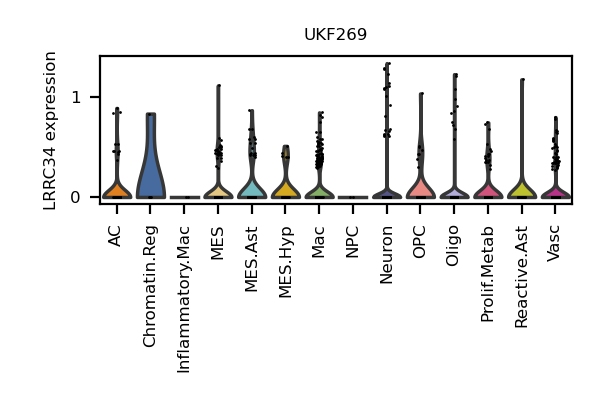 UKF269
LRRC34 expression
1
0
AC
Chromatin.Reg
Inflammatory.Mac
MES
MES.Ast
MES.Hyp
Mac
NPC
Neuron
OPC
Oligo
Prolif.Metab
Reactive.Ast
Vasc